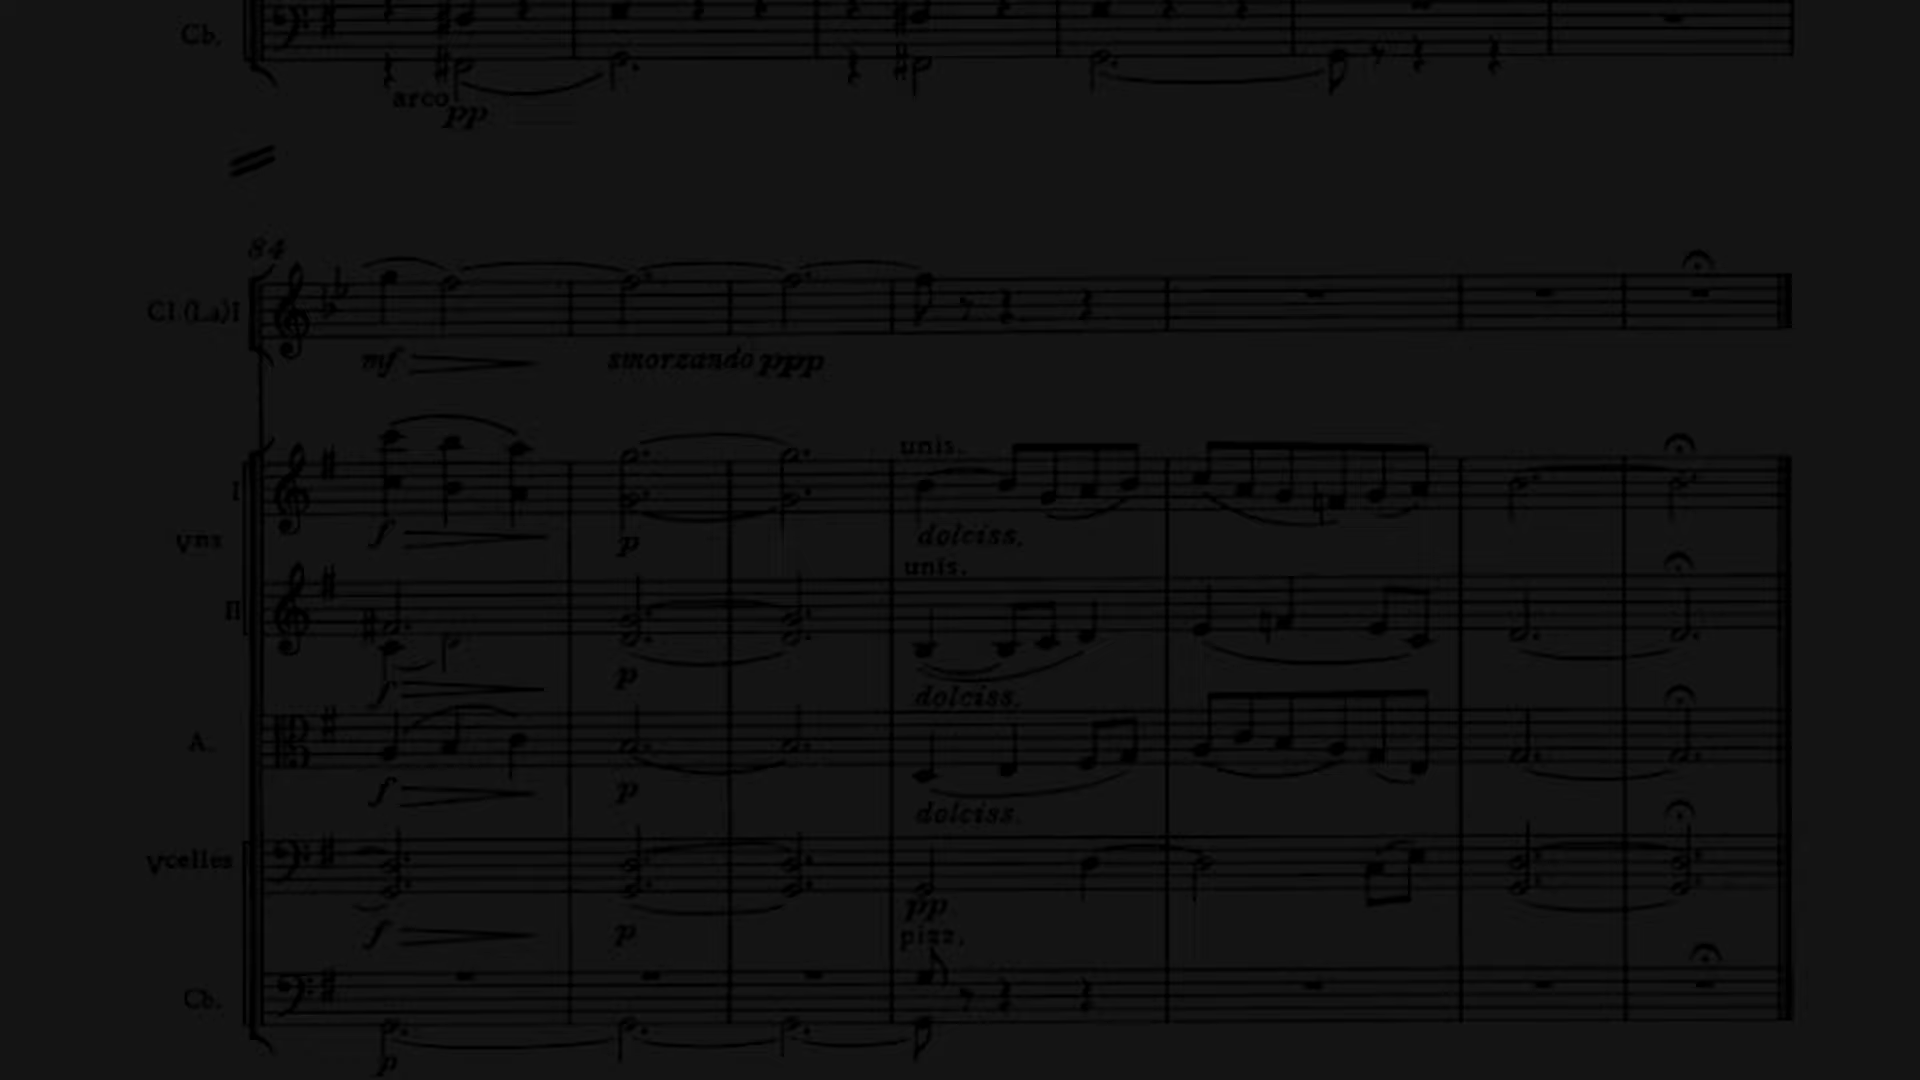 Cb.
arco pp
84
Cl.(La)I
mf
smorzando ppp
unis.
I
f
p
dolciss.
Vns
unis.
II
f
p
dolciss.
A.
f
p
dolciss.
Vcelles
f
p
pp
pizz.
Cb.
p